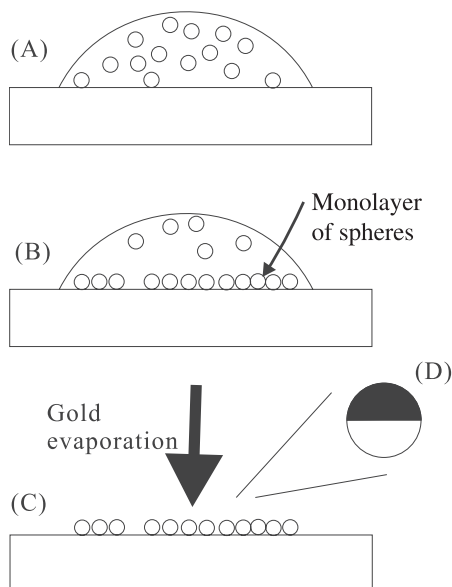 (A)
Monolayer
of spheres
(B)
(D)
Gold
evaporation
(C)